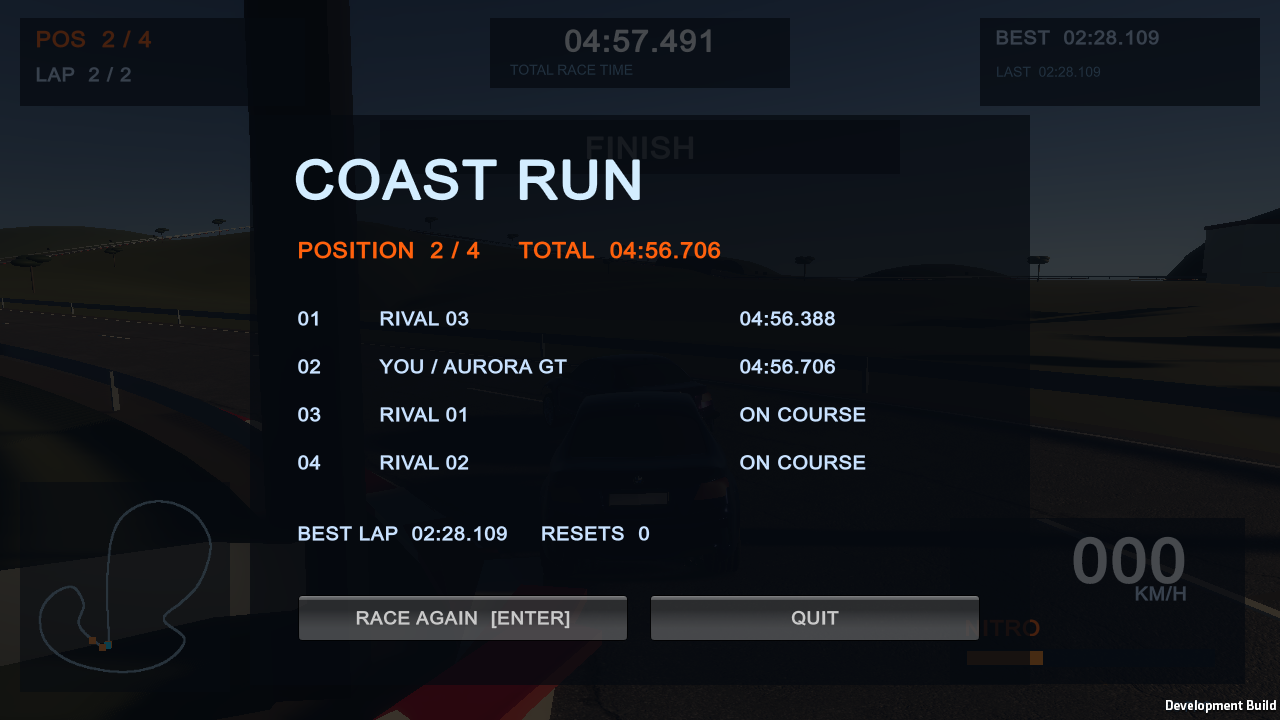 POS 2 / 4
LAP 2 / 2
04:57.491
TOTAL RACE TIME
BEST 02:28.109
LAST 02:28.109
FINISH
COAST RUN
POSITION 2 / 4 TOTAL 04:56.706
01 RIVAL 03 04:56.388
02 YOU / AURORA GT 04:56.706
03 RIVAL 01 ON COURSE
04 RIVAL 02 ON COURSE
BEST LAP 02:28.109 RESETS 0
000
KM/H
RACE AGAIN [ENTER]
QUIT
NITRO
Development Build